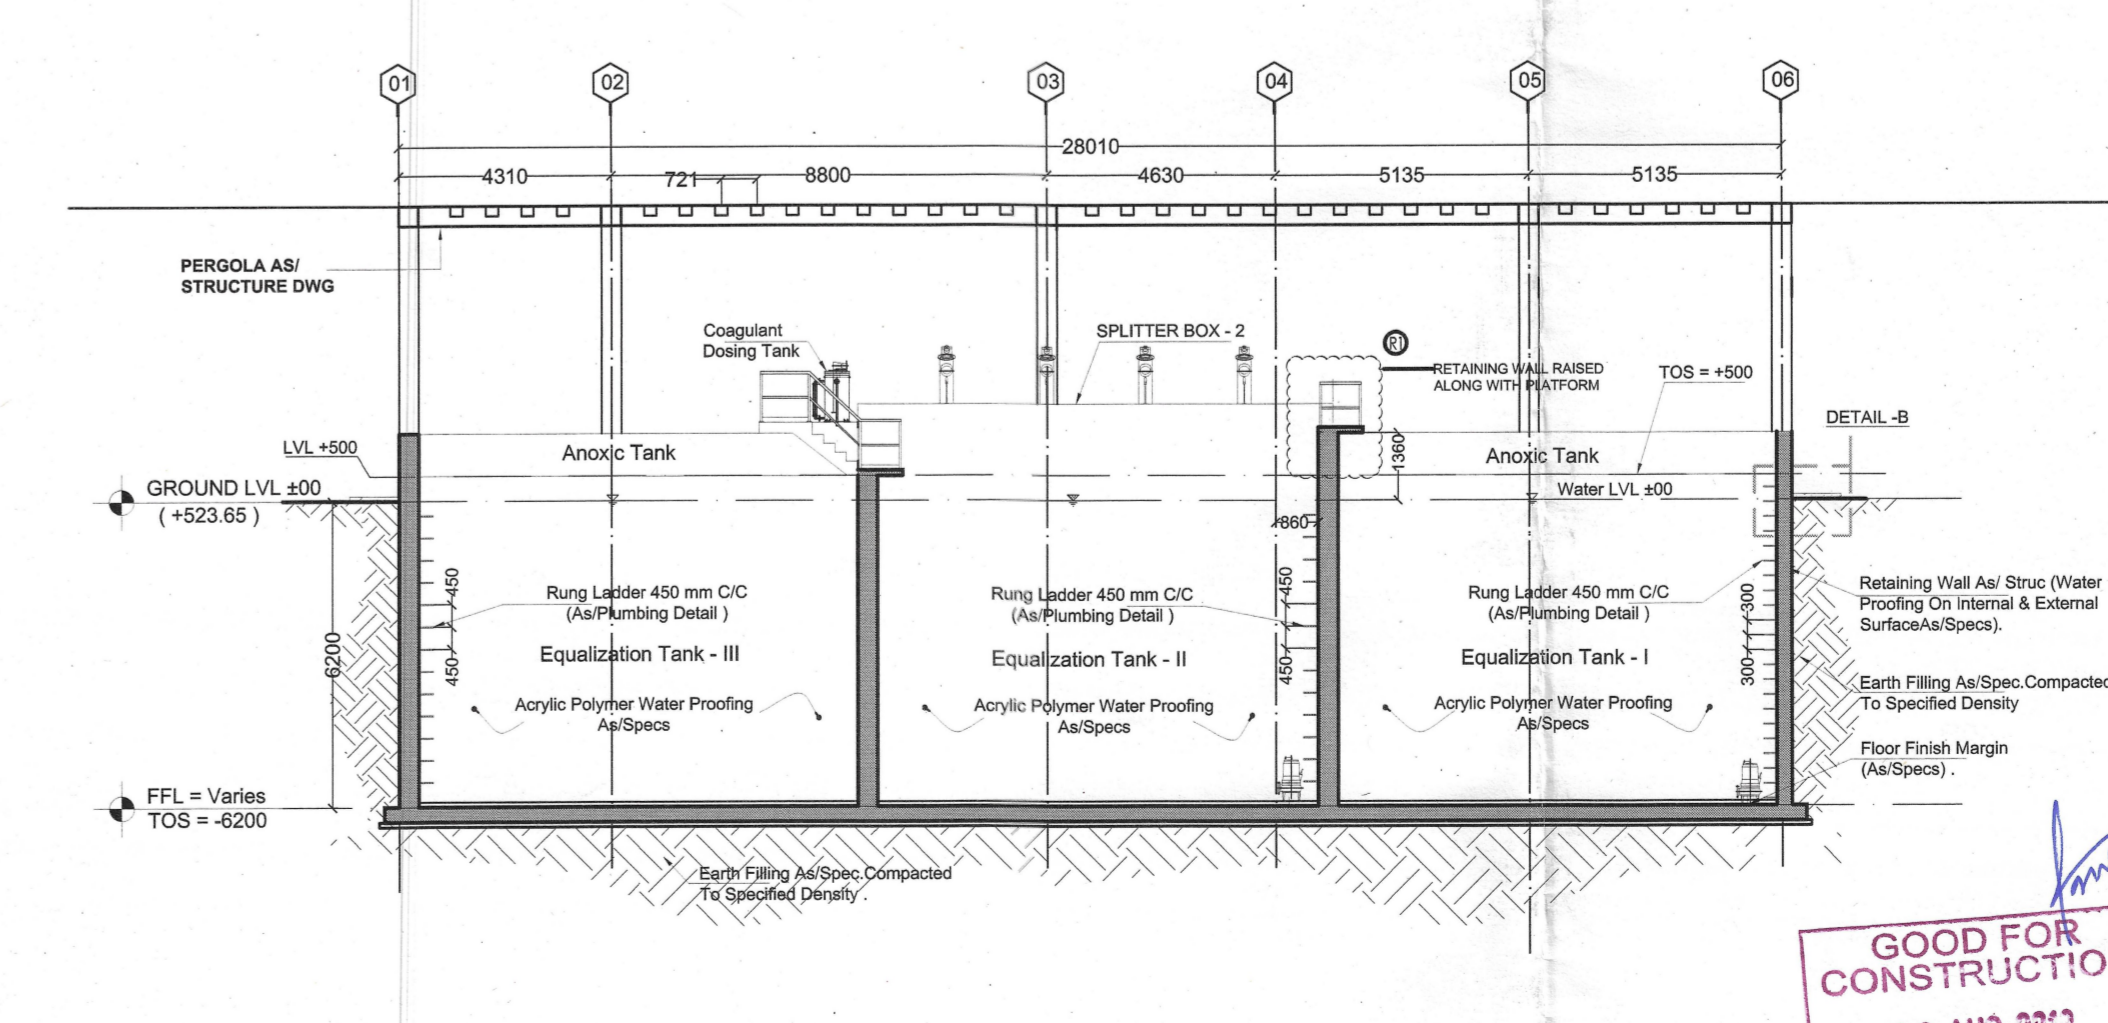 01
02
03
04
05
06
28010
4310
721
8800
4630
5135
5135
PERGOLA AS/
STRUCTURE DWG
Coagulant
Dosing Tank
SPLITTER BOX - 2
R1
RETAINING WALL RAISED
ALONG WITH PLATFORM
TOS = +500
DETAIL -B
LVL +500
Anoxic Tank
1360
Anoxic Tank
GROUND LVL ±00
( +523.65 )
Water LVL ±00
860
6200
450
450
Rung Ladder 450 mm C/C
(As/Plumbing Detail )
Equalization Tank - III
Acrylic Polymer Water Proofing
As/Specs
Rung Ladder 450 mm C/C
(As/Plumbing Detail )
450
450
Equalization Tank - II
Acrylic Polymer Water Proofing
As/Specs
Rung Ladder 450 mm C/C
(As/Plumbing Detail )
300
300
Equalization Tank - I
Acrylic Polymer Water Proofing
As/Specs
Retaining Wall As/ Struc (Water
Proofing On Internal & External
SurfaceAs/Specs).
Earth Filling As/Spec.Compacted
To Specified Density
Floor Finish Margin
(As/Specs) .
FFL = Varies
TOS = -6200
Earth Filling As/Spec.Compacted
To Specified Density .
GOOD FOR
CONSTRUCTIO